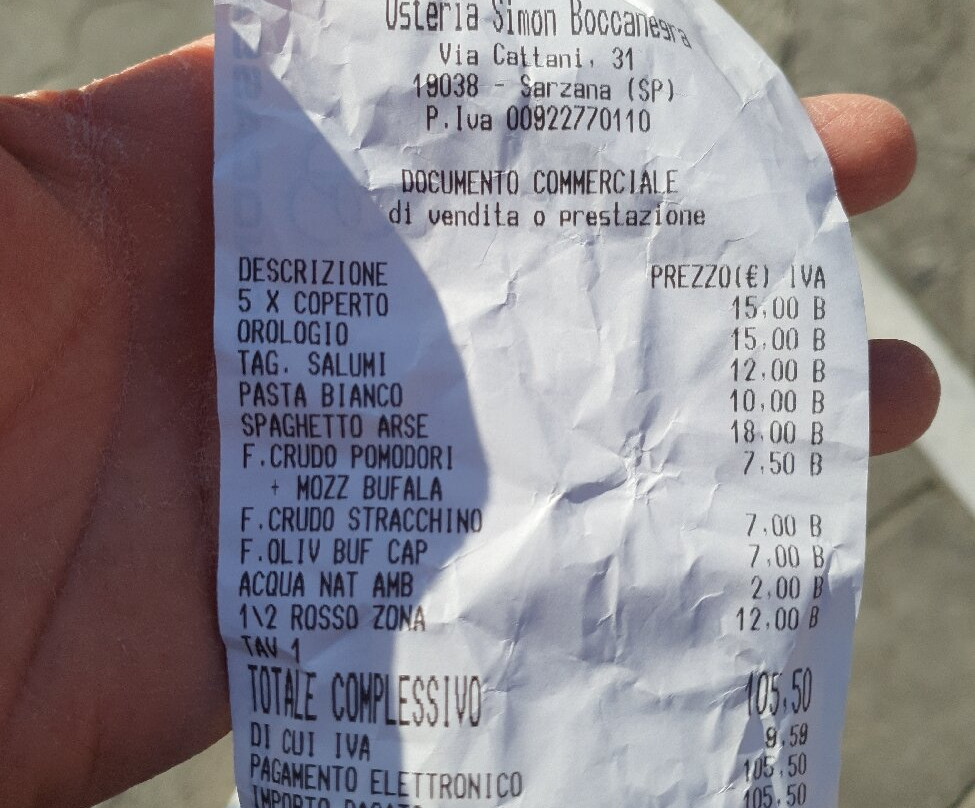 Osteria Simon Boccanegra
Via Cattani, 31
19038 - Sarzana (SP)
P.Iva 00922770110
DOCUMENTO COMMERCIALE
di vendita o prestazione
DESCRIZIONE PREZZO(€) IVA
5 X COPERTO 15,00 B
OROLOGIO 15,00 B
TAG. SALUMI 12,00 B
PASTA BIANCO 10,00 B
SPAGHETTO ARSE 18,00 B
F.CRUDO POMODORI 7,50 B
+ MOZZ BUFALA
F.CRUDO STRACCHINO 7,00 B
F.OLIV BUF CAP 7,00 B
ACQUA NAT AMB 2,00 B
1\2 ROSSO ZONA 12,00 B
TAV 1
TOTALE COMPLESSIVO 105,50
DI CUI IVA 9,59
PAGAMENTO ELETTRONICO 105,50
IMPORTO PAGATO 105,50